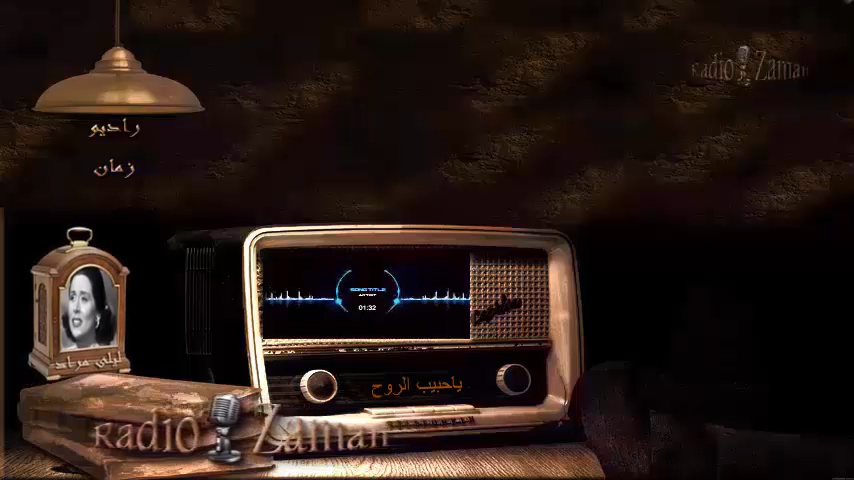 Radio Zaman
راديو
زمان
SONG TITLE
ARTIST
01:32
ليلى مراد
ياحبيب الروح
Radio Zaman